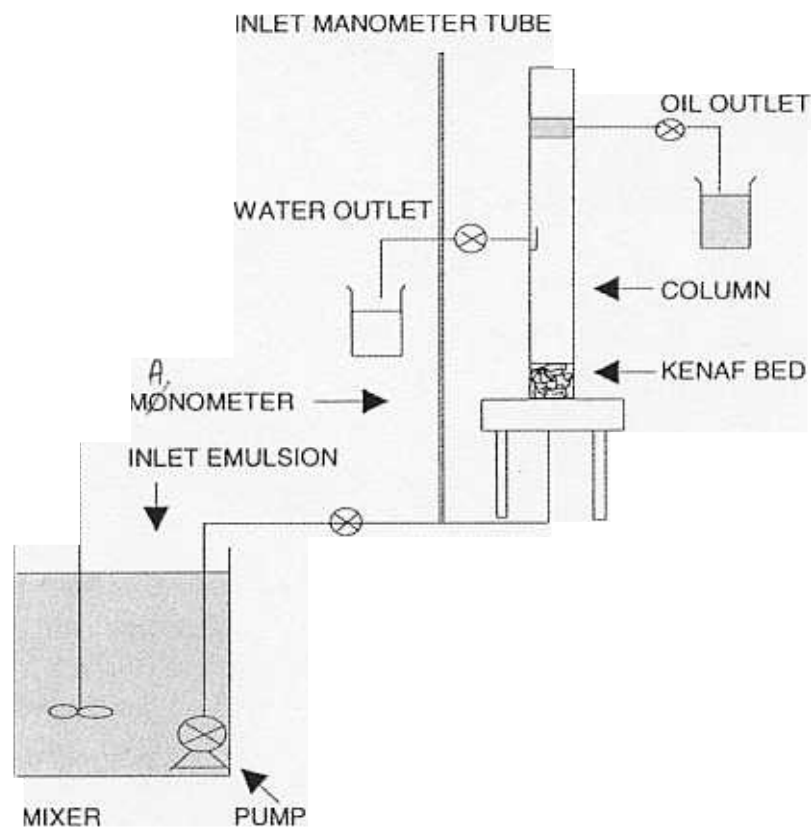 INLET MANOMETER TUBE
OIL OUTLET
WATER OUTLET
COLUMN
KENAF BED
A
MONOMETER
INLET EMULSION
MIXER
PUMP